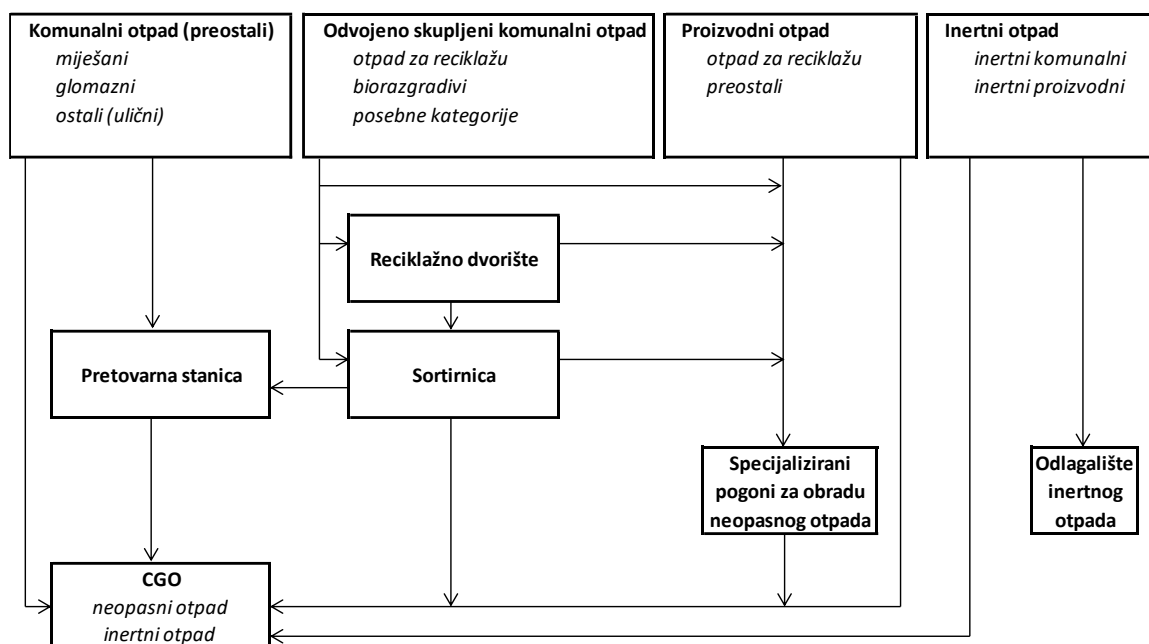 Komunalni otpad (preostali)
miješani
glomazni
ostali (ulični)
Odvojeno skupljeni komunalni otpad
otpad za reciklažu
biorazgradivi
posebne kategorije
Proizvodni otpad
otpad za reciklažu
preostali
Inertni otpad
inertni komunalni
inertni proizvodni
Reciklažno dvorište
Pretovarna stanica
Sortirnica
Specijalizirani
pogoni za obradu
neopasnog otpada
Odlagalište
inertnog
otpada
CGO
neopasni otpad
inertni otpad